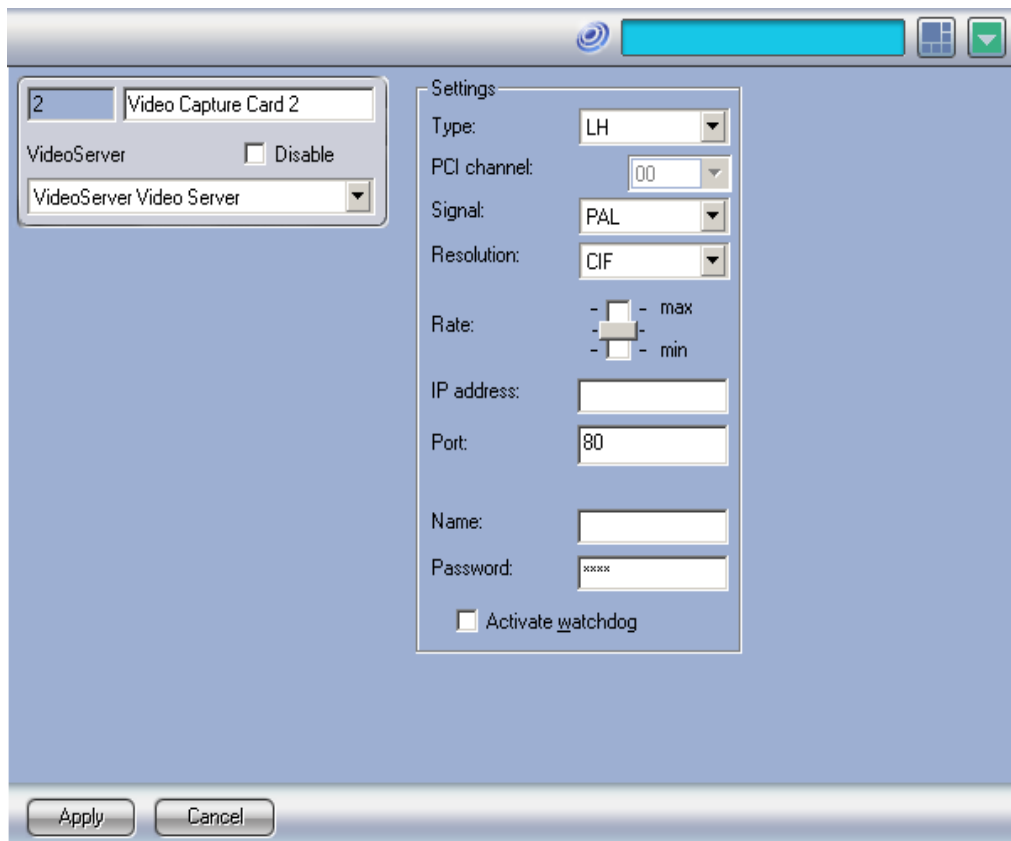 2 Video Capture Card 2
VideoServer Disable
VideoServer Video Server
Settings
Type: LH
PCI channel: 00
Signal: PAL
Resolution: CIF
Rate: - - max
- -
- - min
IP address:
Port: 80
Name:
Password: ××××
Activate watchdog
Apply Cancel